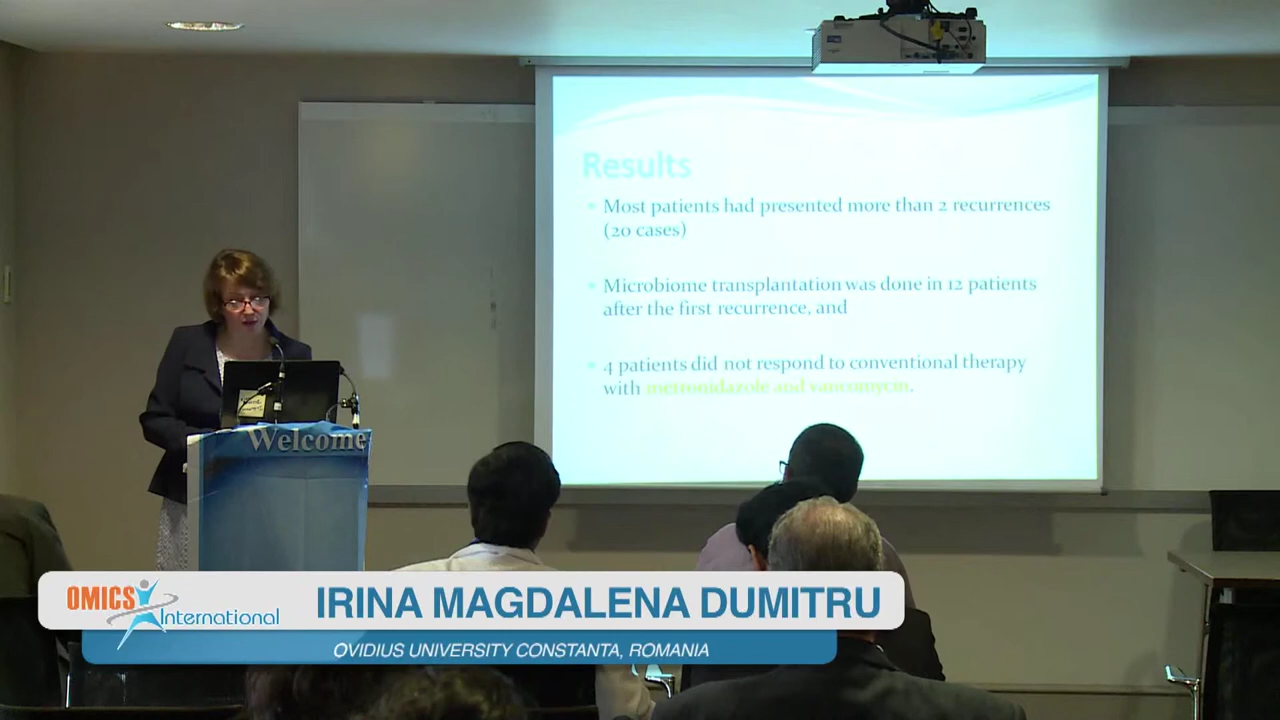 Results
Most patients had presented more than 2 recurrences
(20 cases)
Microbiome transplantation was done in 12 patients
after the first recurrence, and
4 patients did not respond to conventional therapy
with metronidazole and vancomycin.
Welcome
OMICS
International
IRINA MAGDALENA DUMITRU
OVIDIUS UNIVERSITY CONSTANTA, ROMANIA